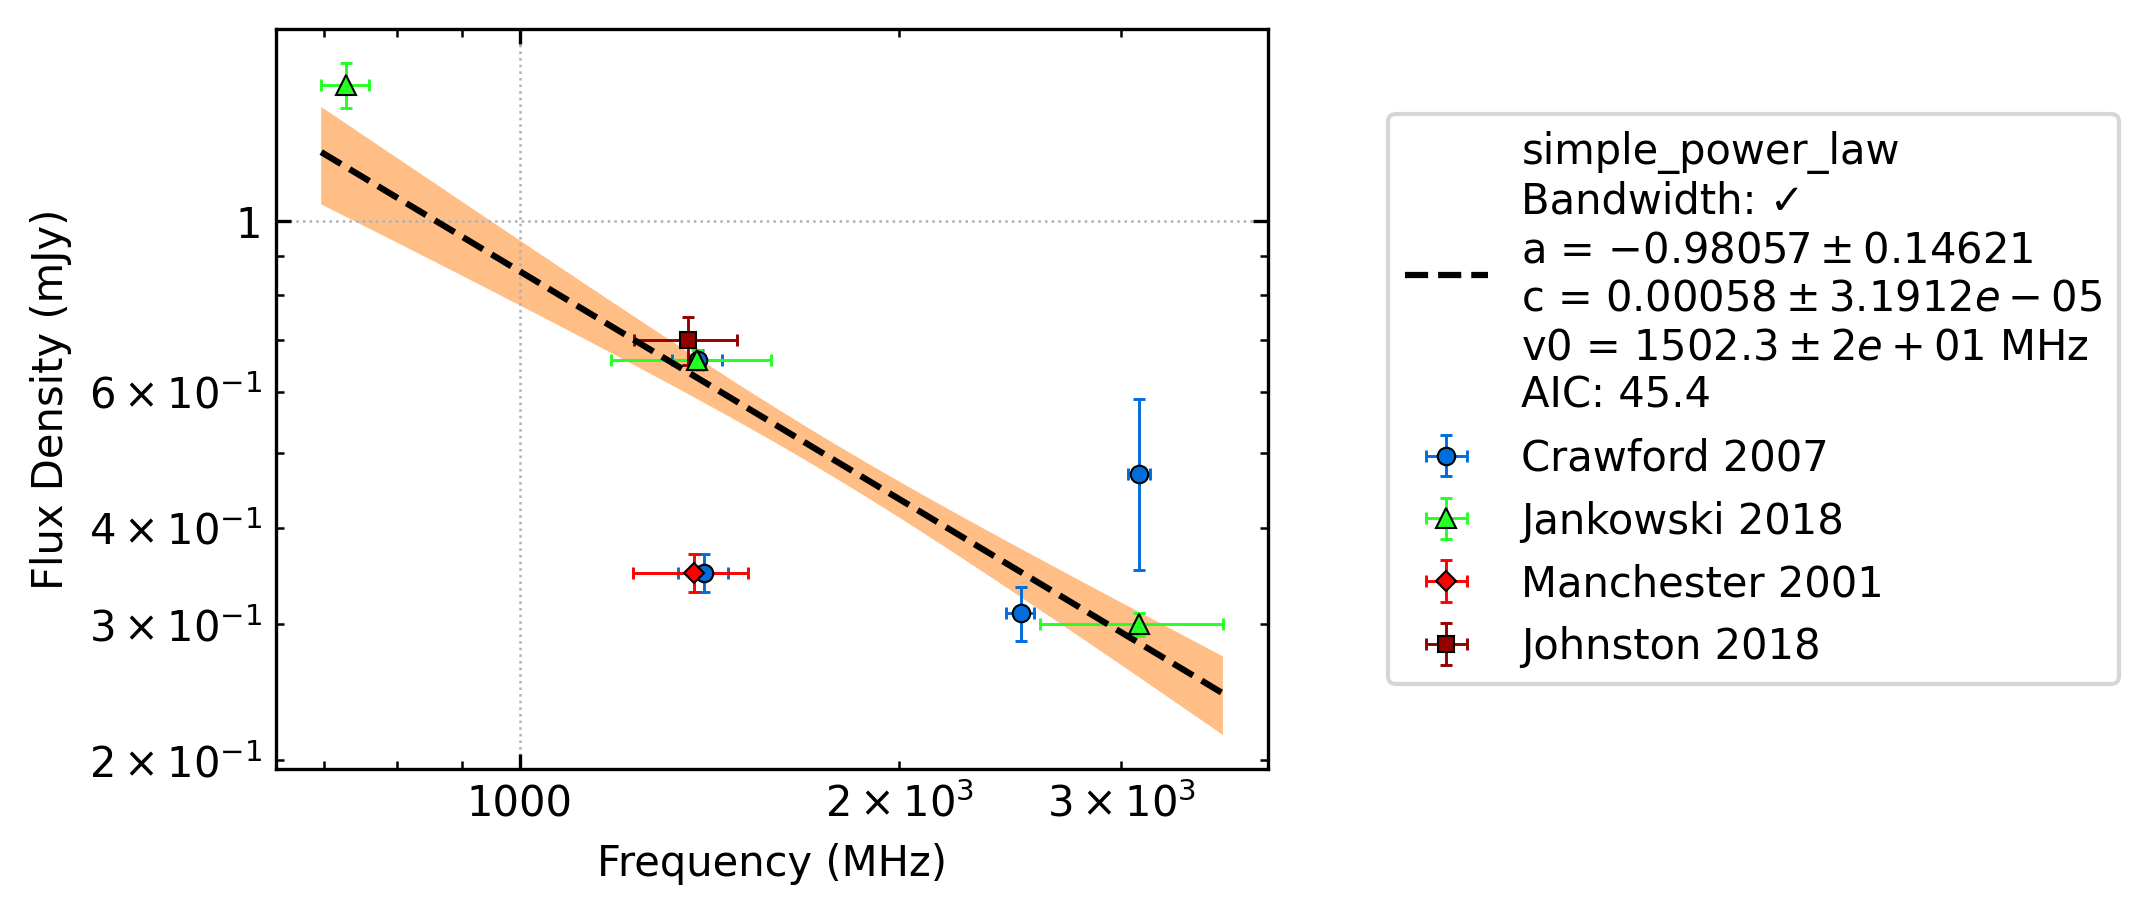 Flux Density (mJy)
1
6 × 10⁻¹
4 × 10⁻¹
3 × 10⁻¹
2 × 10⁻¹
1000
2 × 10³
3 × 10³
Frequency (MHz)
simple_power_law
Bandwidth: ✓
a = −0.98057 ± 0.14621
c = 0.00058 ± 3.1912e − 05
v0 = 1502.3 ± 2e + 01 MHz
AIC: 45.4
Crawford 2007
Jankowski 2018
Manchester 2001
Johnston 2018